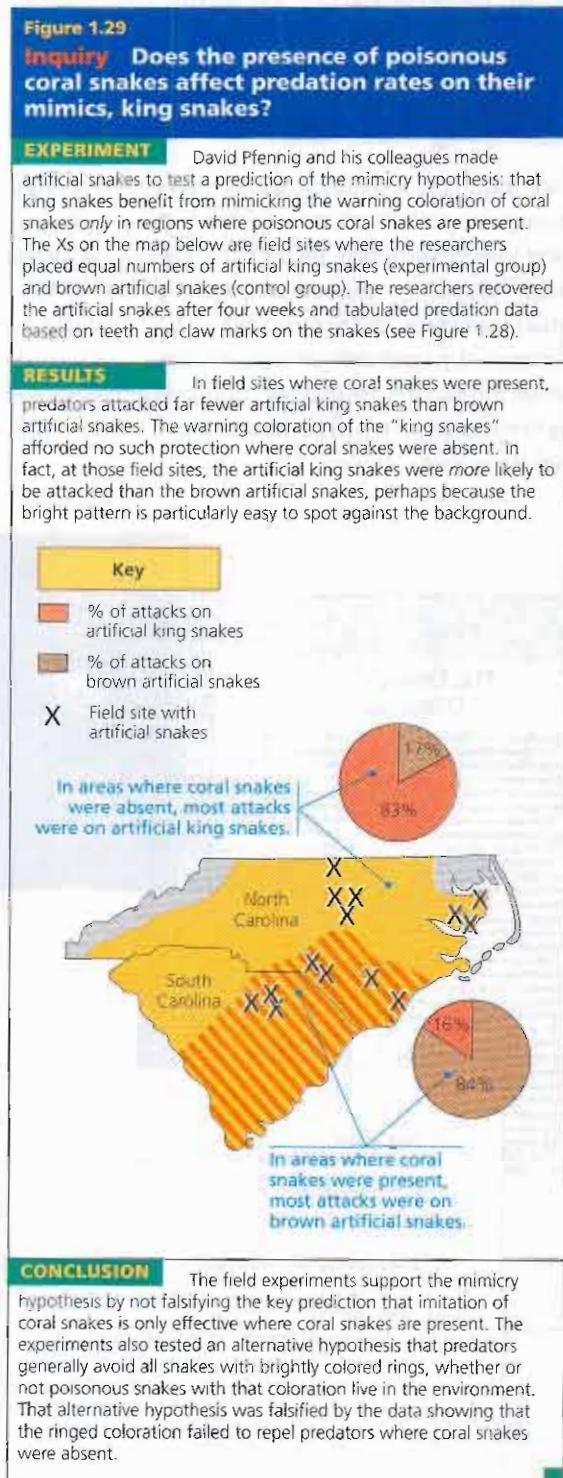 Figure 1.29
Inquiry Does the presence of poisonous
coral snakes affect predation rates on their
mimics, king snakes?
EXPERIMENT David Pfennig and his colleagues made
artificial snakes to test a prediction of the mimicry hypothesis: that
king snakes benefit from mimicking the warning coloration of coral
snakes only in regions where poisonous coral snakes are present.
The Xs on the map below are field sites where the researchers
placed equal numbers of artificial king snakes (experimental group)
and brown artificial snakes (control group). The researchers recovered
the artificial snakes after four weeks and tabulated predation data
based on teeth and claw marks on the snakes (see Figure 1.28).
RESULTS In field sites where coral snakes were present,
predators attacked far fewer artificial king snakes than brown
artificial snakes. The warning coloration of the "king snakes"
afforded no such protection where coral snakes were absent. In
fact, at those field sites, the artificial king snakes were more likely to
be attacked than the brown artificial snakes, perhaps because the
bright pattern is particularly easy to spot against the background.
Key
% of attacks on
artificial king snakes
% of attacks on
brown artificial snakes
X Field site with
artificial snakes
17%
83%
In areas where coral snakes
were absent, most attacks
were on artificial king snakes.
X
X X
X
X
X X
North
Carolina
South
Carolina
X
X
X
X
X X
X
16%
84%
In areas where coral
snakes were present,
most attacks were on
brown artificial snakes.
CONCLUSION The field experiments support the mimicry
hypothesis by not falsifying the key prediction that imitation of
coral snakes is only effective where coral snakes are present. The
experiments also tested an alternative hypothesis that predators
generally avoid all snakes with brightly colored rings, whether or
not poisonous snakes with that coloration live in the environment.
That alternative hypothesis was falsified by the data showing that
the ringed coloration failed to repel predators where coral snakes
were absent.